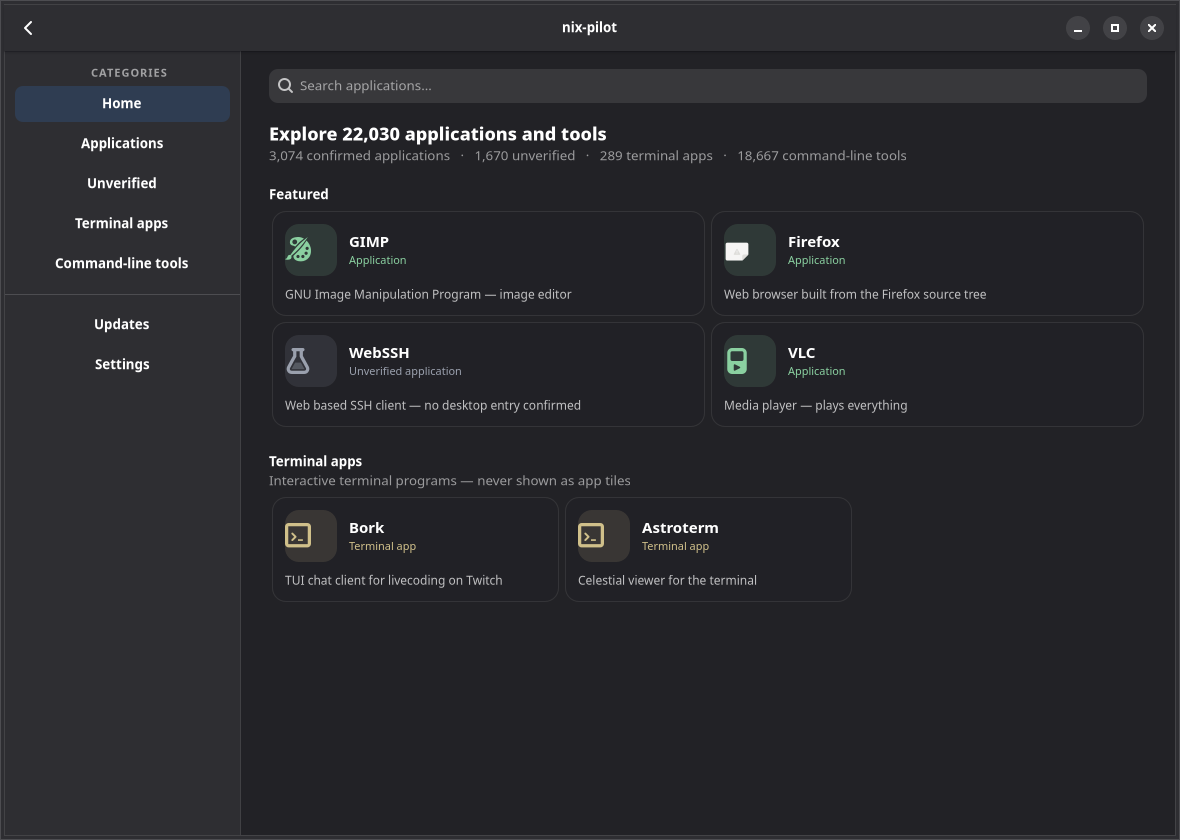 nix-pilot
CATEGORIES
Home
Applications
Unverified
Terminal apps
Command-line tools
Updates
Settings
Search applications...
Explore 22,030 applications and tools
3,074 confirmed applications · 1,670 unverified · 289 terminal apps · 18,667 command-line tools
Featured
GIMP
Application
GNU Image Manipulation Program — image editor
Firefox
Application
Web browser built from the Firefox source tree
WebSSH
Unverified application
Web based SSH client — no desktop entry confirmed
VLC
Application
Media player — plays everything
Terminal apps
Interactive terminal programs — never shown as app tiles
Bork
Terminal app
TUI chat client for livecoding on Twitch
Astroterm
Terminal app
Celestial viewer for the terminal